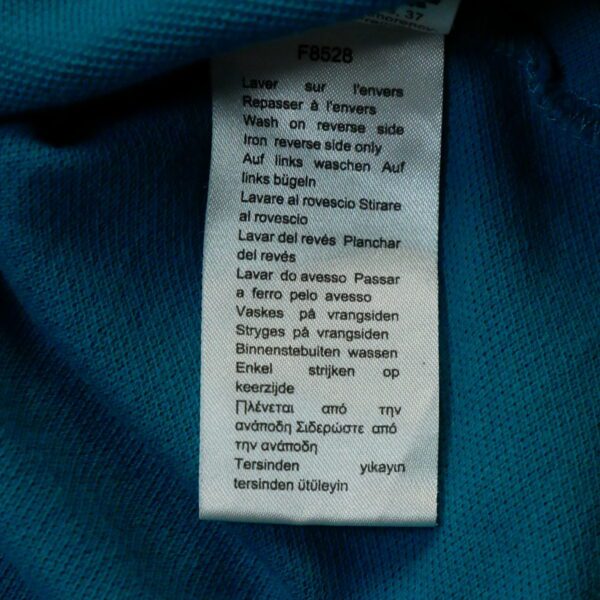 37
F8528
Laver sur l'envers
Repasser à l'envers
Wash on reverse side
Iron reverse side only
Auf links waschen Auf
links bügeln
Lavare al rovescio Stirare
al rovescio
Lavar del revés Planchar
del revés
Lavar do avesso Passar
a ferro pelo avesso
Vaskes på vrangsiden
Stryges på vrangsiden
Binnenstebuiten wassen
Enkel strijken op
keerzijde
Πλένεται από την
ανάποδη Σιδερώστε από
την ανάποδη
Tersinden yıkayın
tersinden ütüleyin